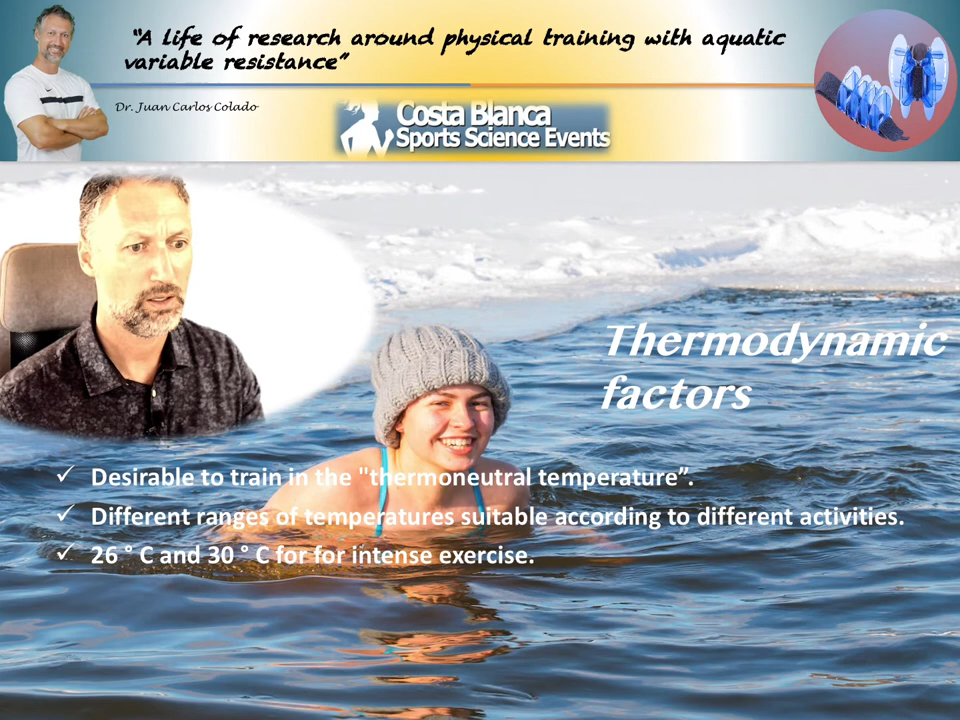 "A life of research around physical training with aquatic
variable resistance"
Dr. Juan Carlos Colado
Costa Blanca
Sports Science Events
Thermodynamic
factors
✓ Desirable to train in the "thermoneutral temperature”.
✓ Different ranges of temperatures suitable according to different activities.
✓ 26 ° C and 30 ° C for for intense exercise.